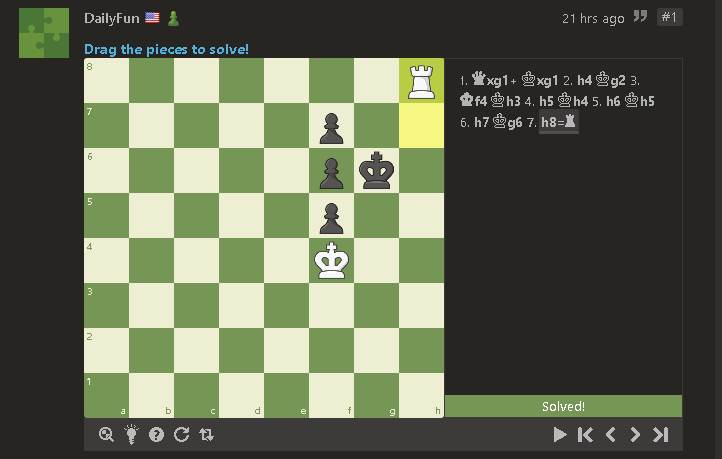 DailyFun
21 hrs ago
#1
Drag the pieces to solve!
8
7
6
5
4
3
2
1
a b c d e f g h
1. ♛xg1+ ♔xg1 2. h4 ♔g2 3.
♚f4 ♔h3 4. h5 ♔h4 5. h6 ♔h5
6. h7 ♔g6 7. h8=♜
Solved!